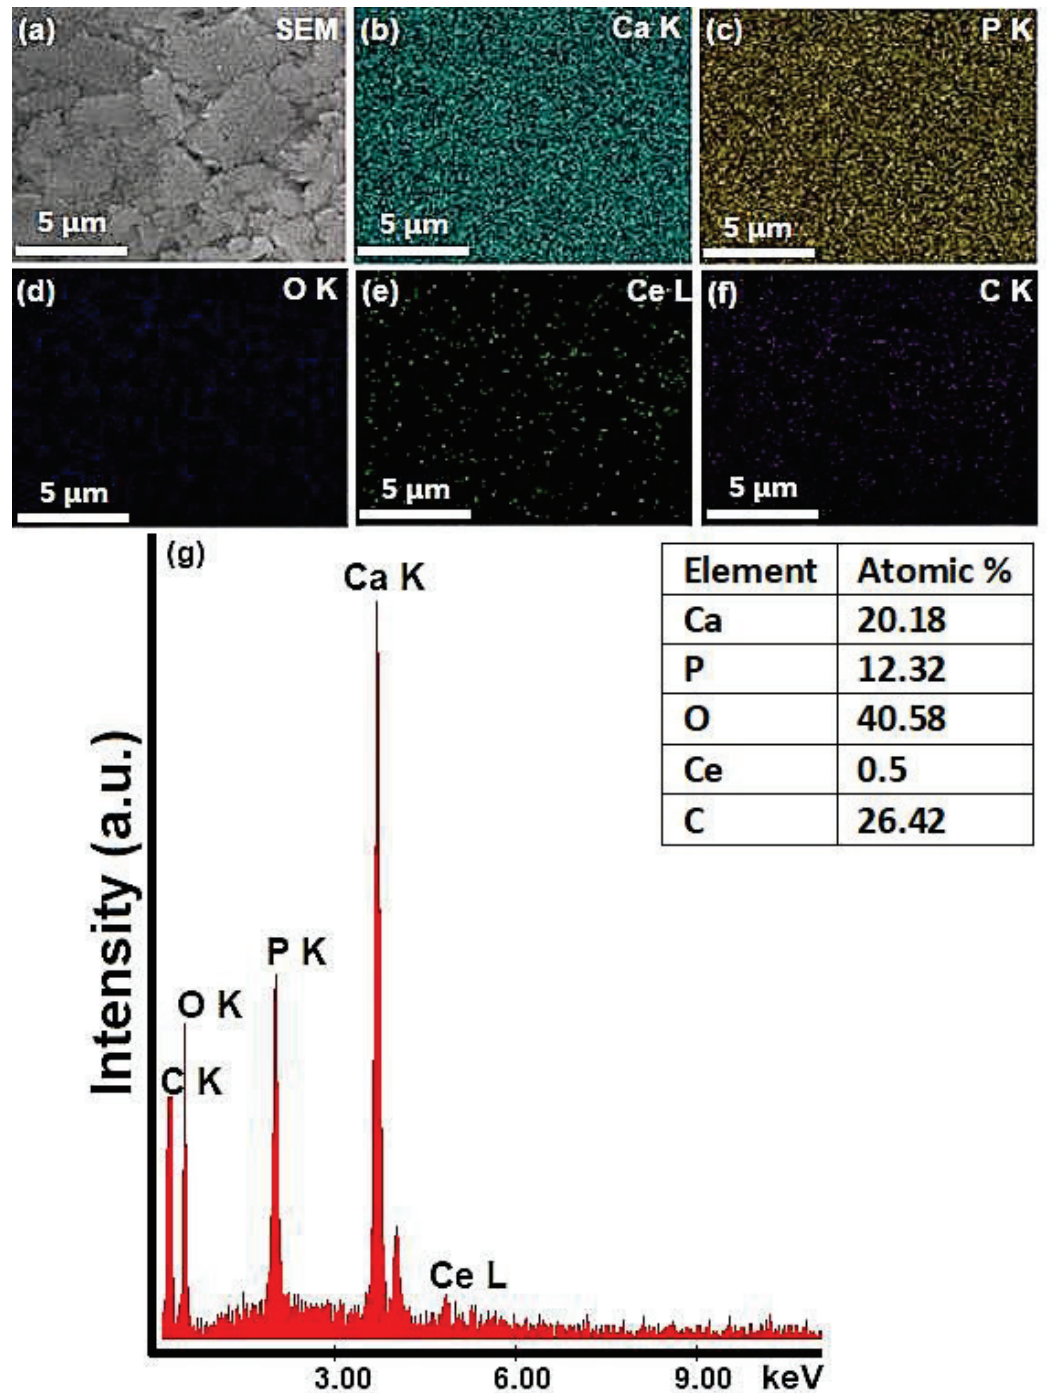 (a) SEM
(b) Ca K
(c) P K
5 µm
5 µm
5 µm
(d) O K
(e) Ce L
(f) C K
5 µm
5 µm
5 µm
(g)
Ca K
P K
O K
C K
Ce L
Intensity (a.u.)
3.00 6.00 9.00 keV
Element Atomic %
Ca 20.18
P 12.32
O 40.58
Ce 0.5
C 26.42